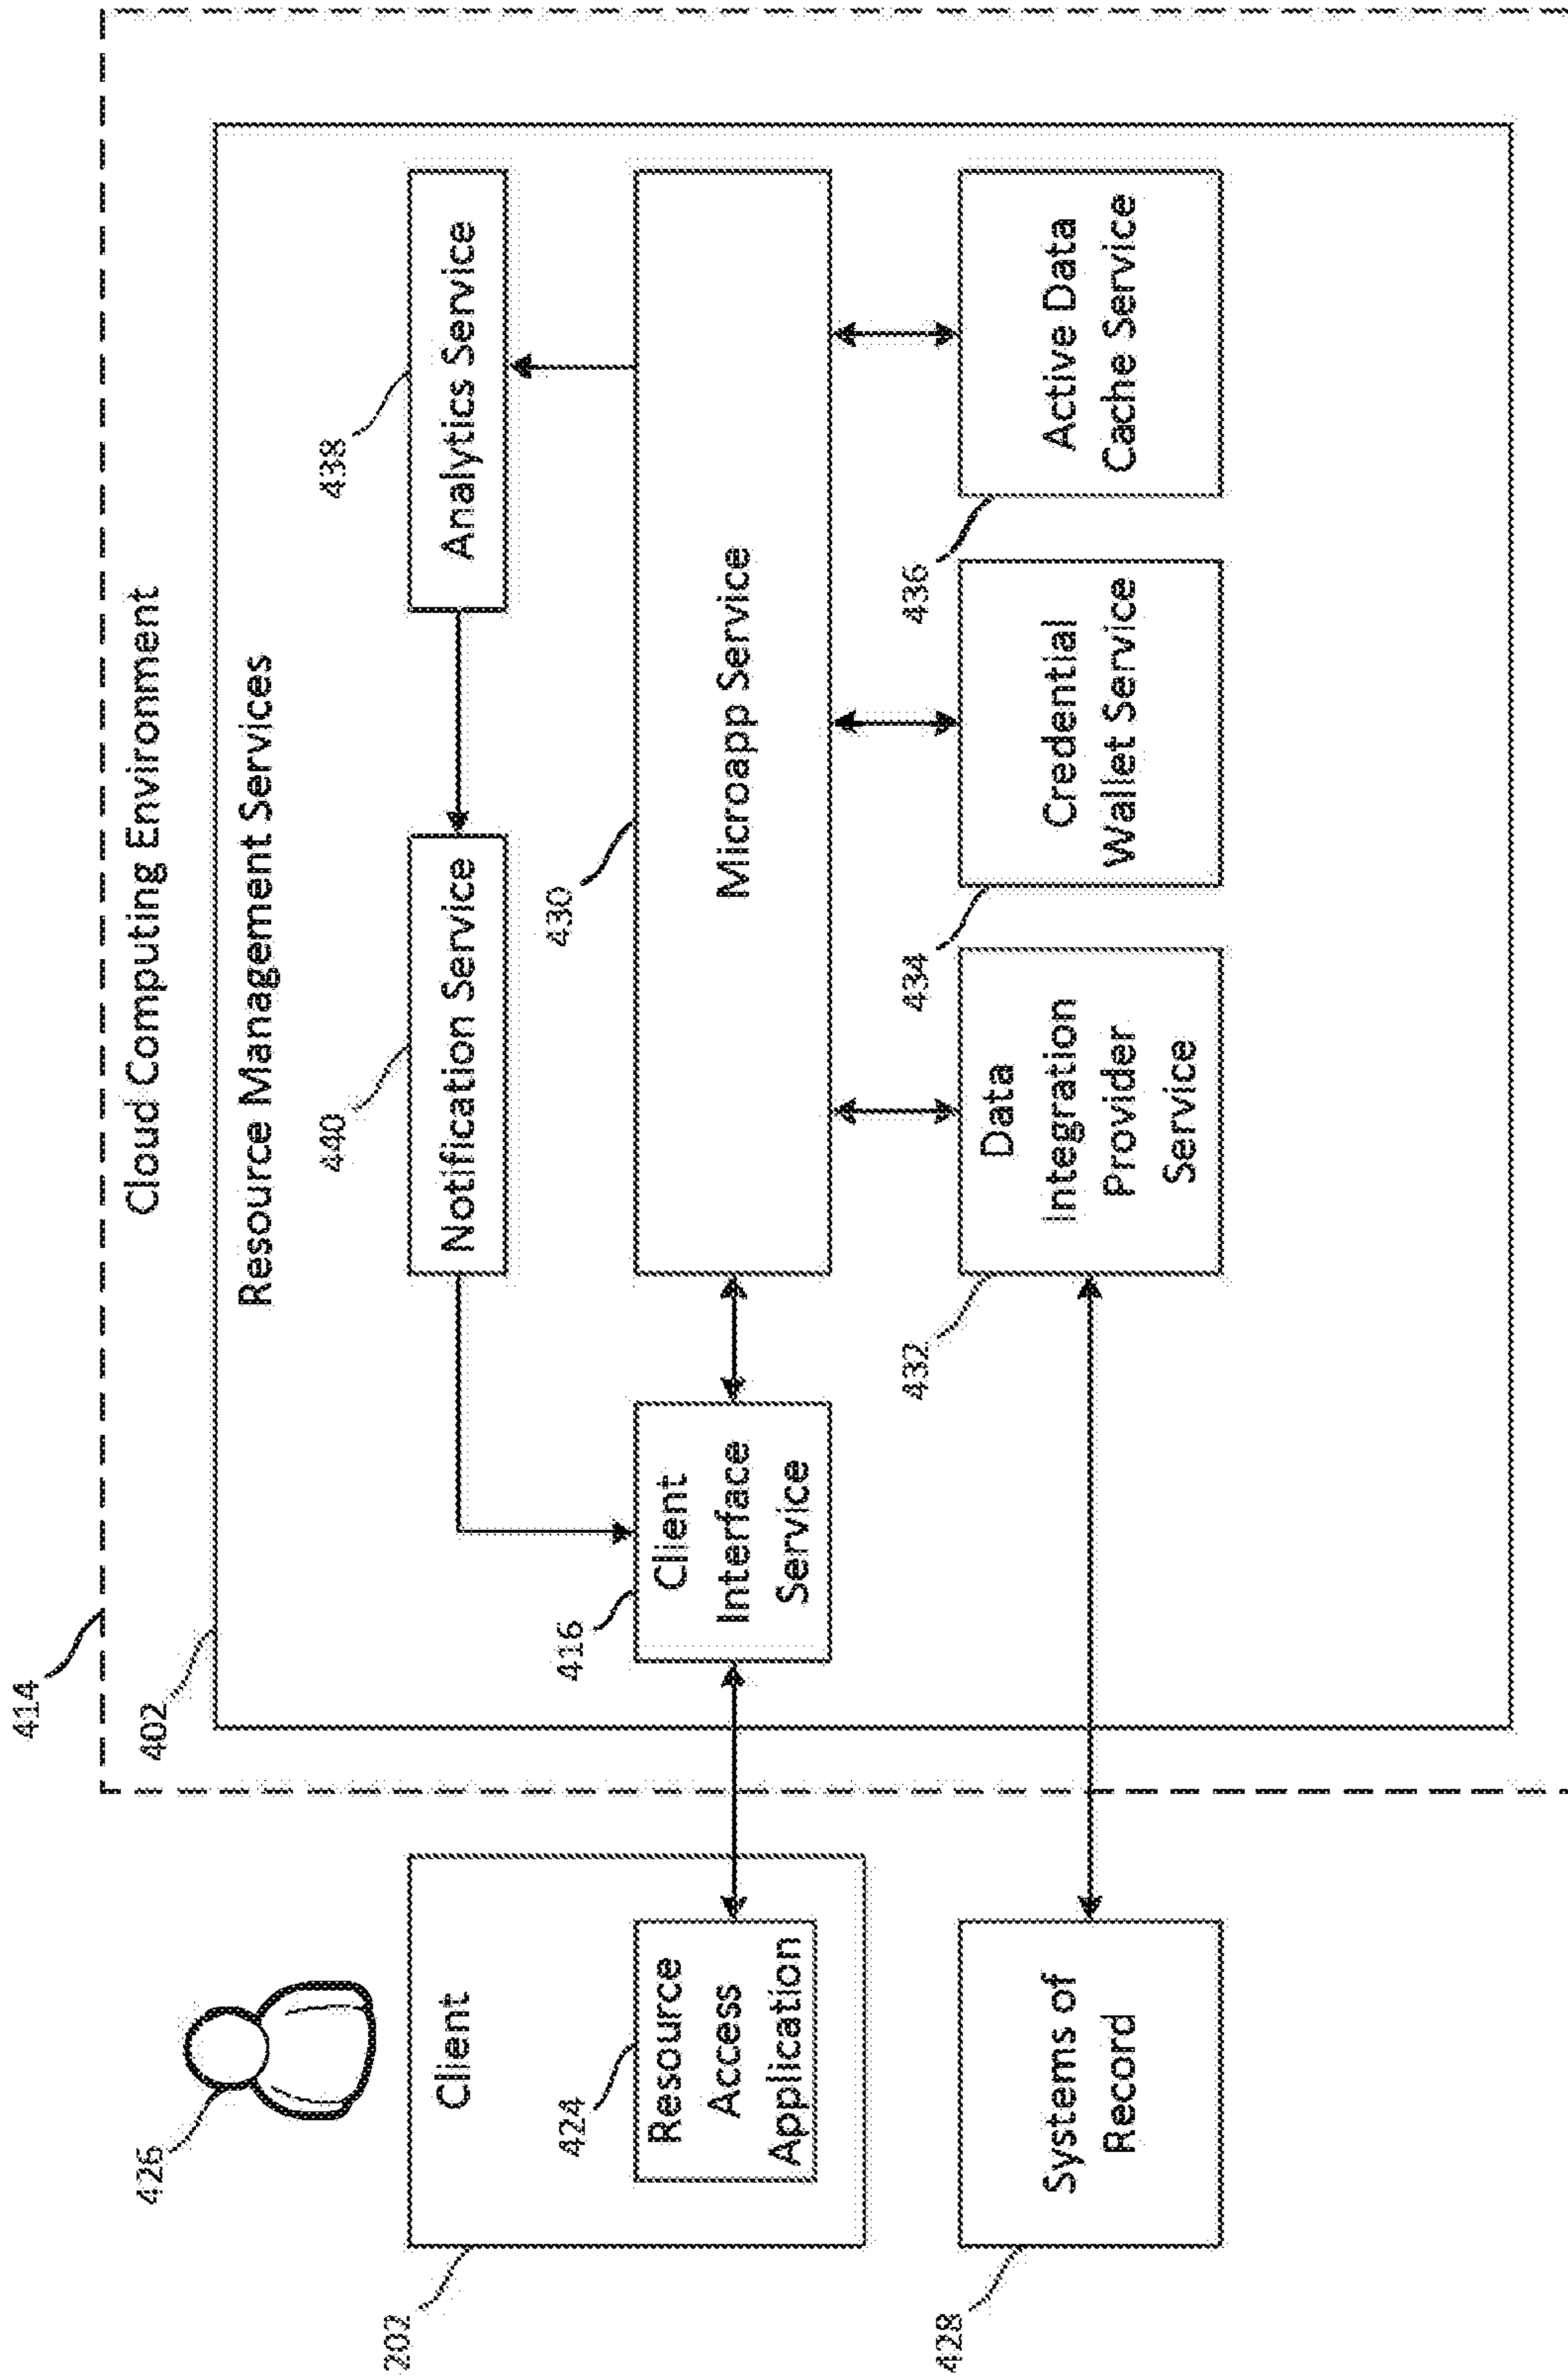 414
Cloud Computing Environment
402
Resource Management Services
426
440
438
Client
Notification Service
Analytics Service
202
424
Resource
Access
Application
416
Client
Interface
Service
430
Microapp Service
428
Systems of
Record
432
Data
Integration
Provider
Service
434
Credential
Wallet Service
436
Active Data
Cache Service